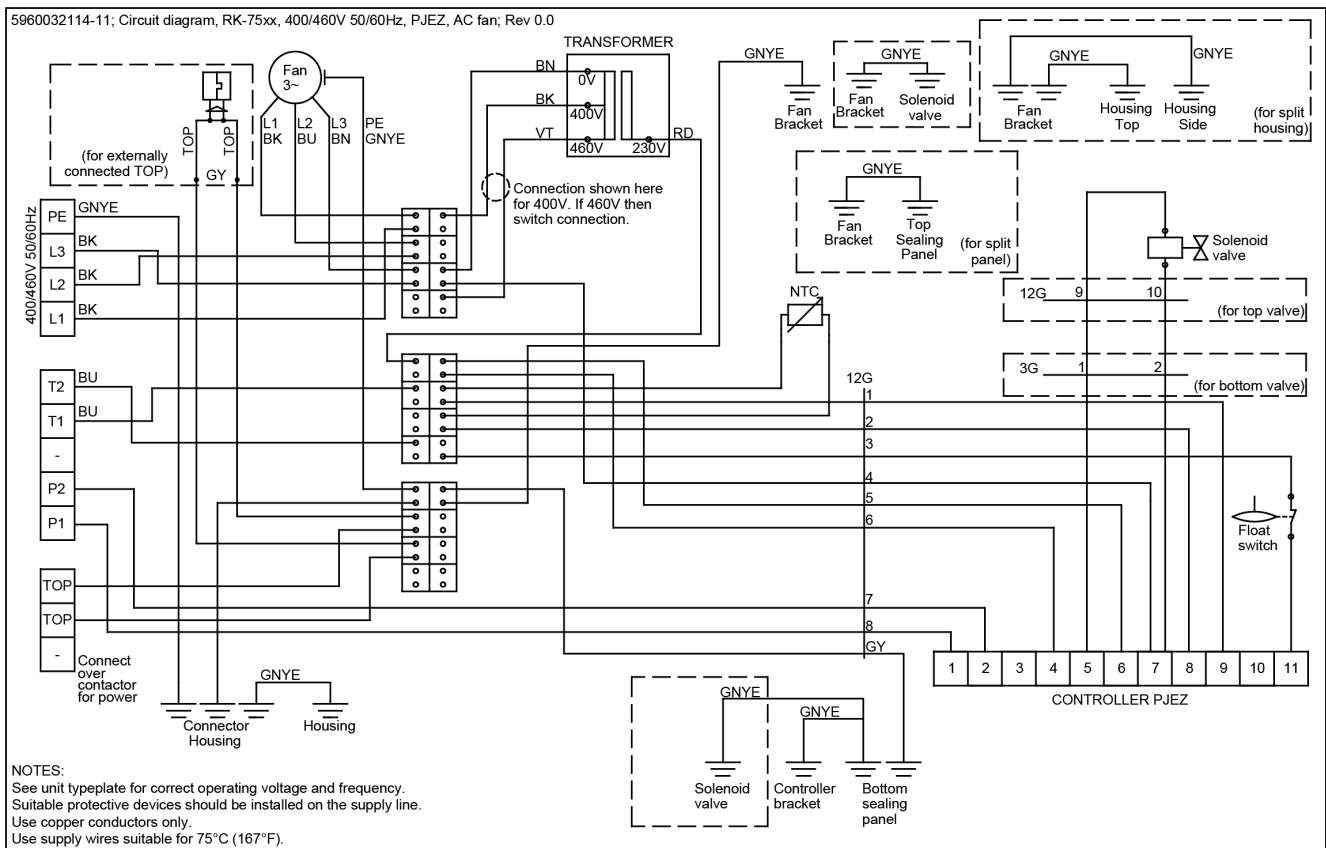 5960032114-11; Circuit diagram, RK-75xx, 400/460V 50/60Hz, PJEZ, AC fan; Rev 0.0
TRANSFORMER
BN
0V
BK
400V
VT
460V
230V
RD
Fan
3~
L1
BK
L2
BU
L3
BN
PE
GNYE
TOP
TOP
GY
(for externally
connected TOP)
Connection shown here
for 400V. If 460V then
switch connection.
GNYE
Fan
Bracket
GNYE
Fan
Bracket
Solenoid
valve
GNYE
GNYE
Fan
Bracket
Housing
Top
Housing
Side
(for split
housing)
GNYE
Fan
Bracket
Top
Sealing
Panel
(for split
panel)
Solenoid
valve
12G
9
10
(for top valve)
3G
1
2
(for bottom valve)
NTC
400/460V 50/60Hz
PE
GNYE
L3
BK
L2
BK
L1
BK
T2
BU
T1
BU
-
P2
P1
TOP
TOP
-
Connect
over
contactor
for power
12G
1
2
3
4
5
6
7
8
GY
Float
switch
1
2
3
4
5
6
7
8
9
10
11
CONTROLLER PJEZ
Connector
Housing
GNYE
Housing
GNYE
GNYE
Solenoid
valve
Controller
bracket
Bottom
sealing
panel
NOTES:
See unit typeplate for correct operating voltage and frequency.
Suitable protective devices should be installed on the supply line.
Use copper conductors only.
Use supply wires suitable for 75°C (167°F).